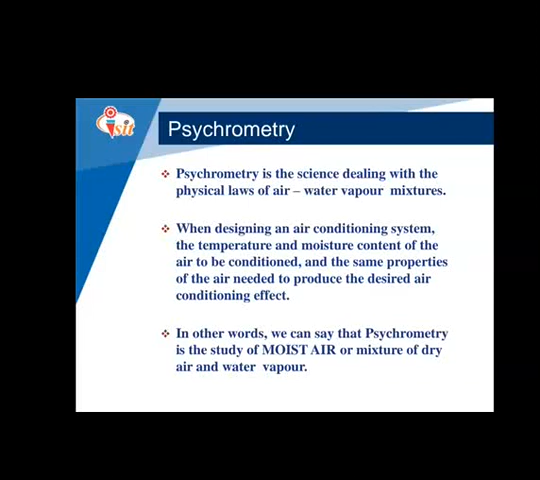 isit
Psychrometry
Psychrometry is the science dealing with the
physical laws of air – water vapour mixtures.
When designing an air conditioning system,
the temperature and moisture content of the
air to be conditioned, and the same properties
of the air needed to produce the desired air
conditioning effect.
In other words, we can say that Psychrometry
is the study of MOIST AIR or mixture of dry
air and water vapour.